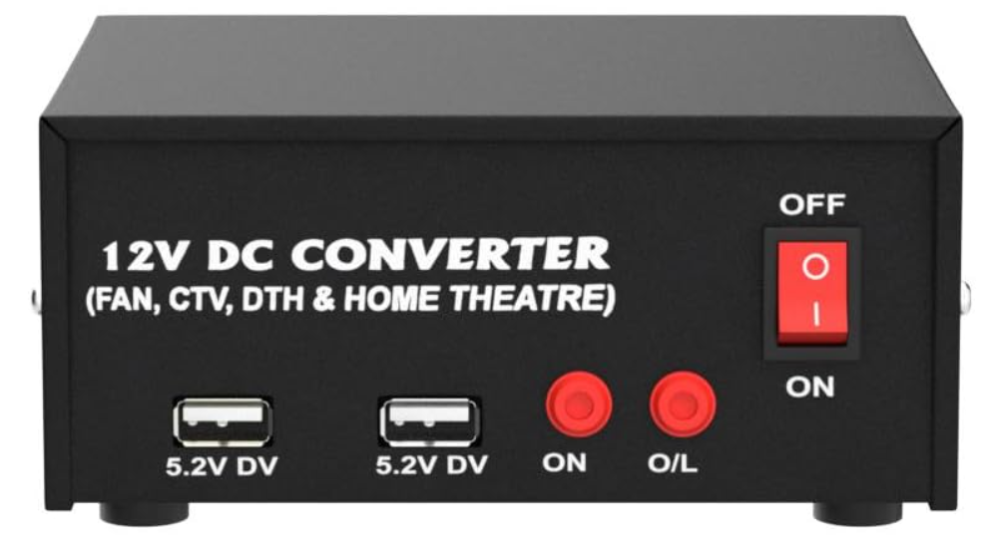 OFF
12V DC CONVERTER
(FAN, CTV, DTH & HOME THEATRE)
O
I
ON
5.2V DV
5.2V DV
ON
O/L